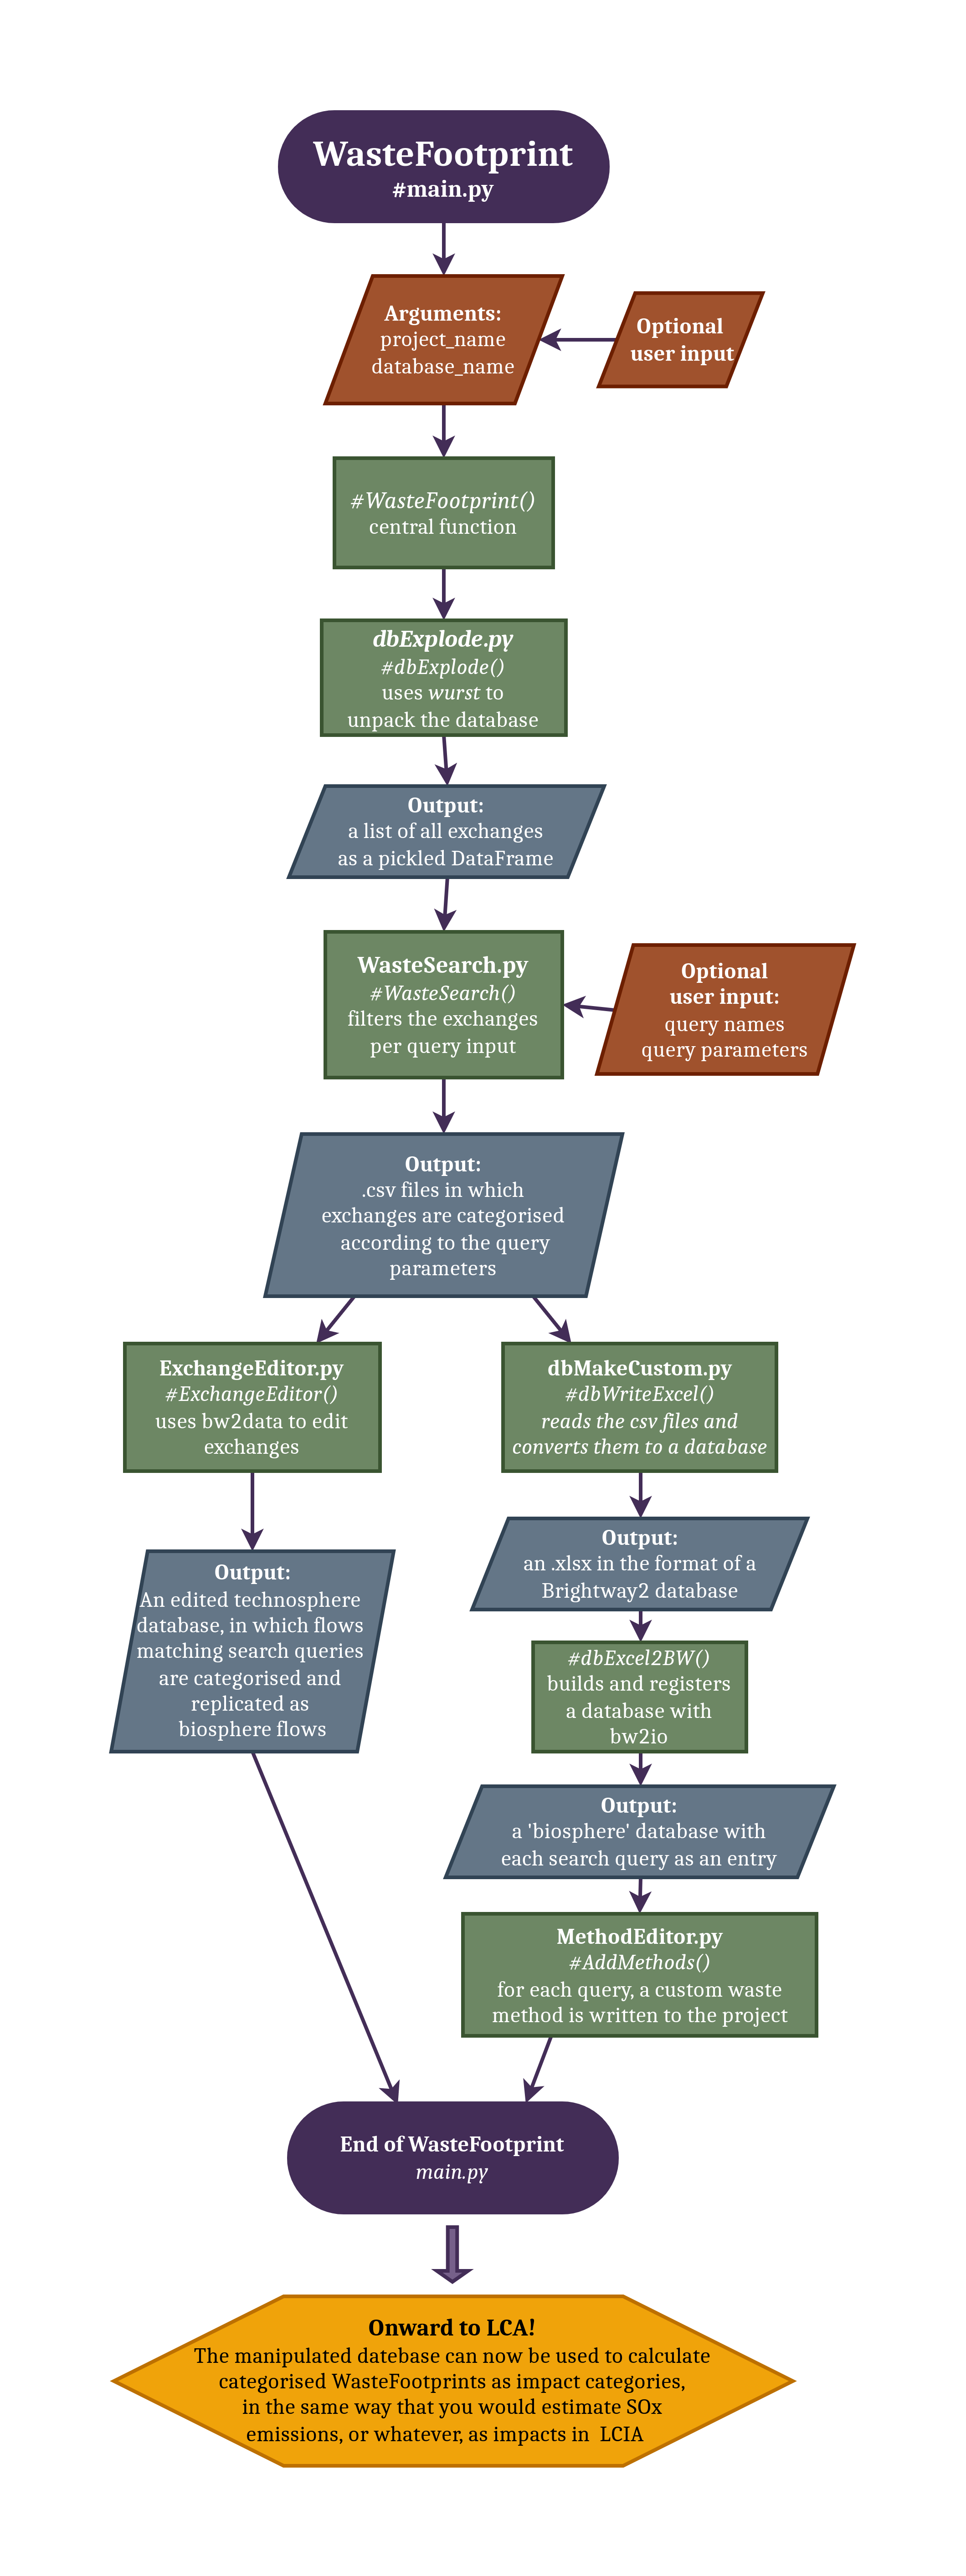 WasteFootprint
#main.py
Arguments:
project_name
database_name
Optional
user input
#WasteFootprint()
central function
dbExplode.py
#dbExplode()
uses wurst to
unpack the database
Output:
a list of all exchanges
as a pickled DataFrame
WasteSearch.py
#WasteSearch()
filters the exchanges
per query input
Optional
user input:
query names
query parameters
Output:
.csv files in which
exchanges are categorised
according to the query
parameters
ExchangeEditor.py
#ExchangeEditor()
uses bw2data to edit
exchanges
dbMakeCustom.py
#dbWriteExcel()
reads the csv files and
converts them to a database
Output:
An edited technosphere
database, in which flows
matching search queries
are categorised and
replicated as
biosphere flows
Output:
an .xlsx in the format of a
Brightway2 database
#dbExcel2BW()
builds and registers
a database with
bw2io
Output:
a 'biosphere' database with
each search query as an entry
MethodEditor.py
#AddMethods()
for each query, a custom waste
method is written to the project
End of WasteFootprint
main.py
Onward to LCA!
The manipulated datebase can now be used to calculate
categorised WasteFootprints as impact categories,
in the same way that you would estimate SOx
emissions, or whatever, as impacts in LCIA